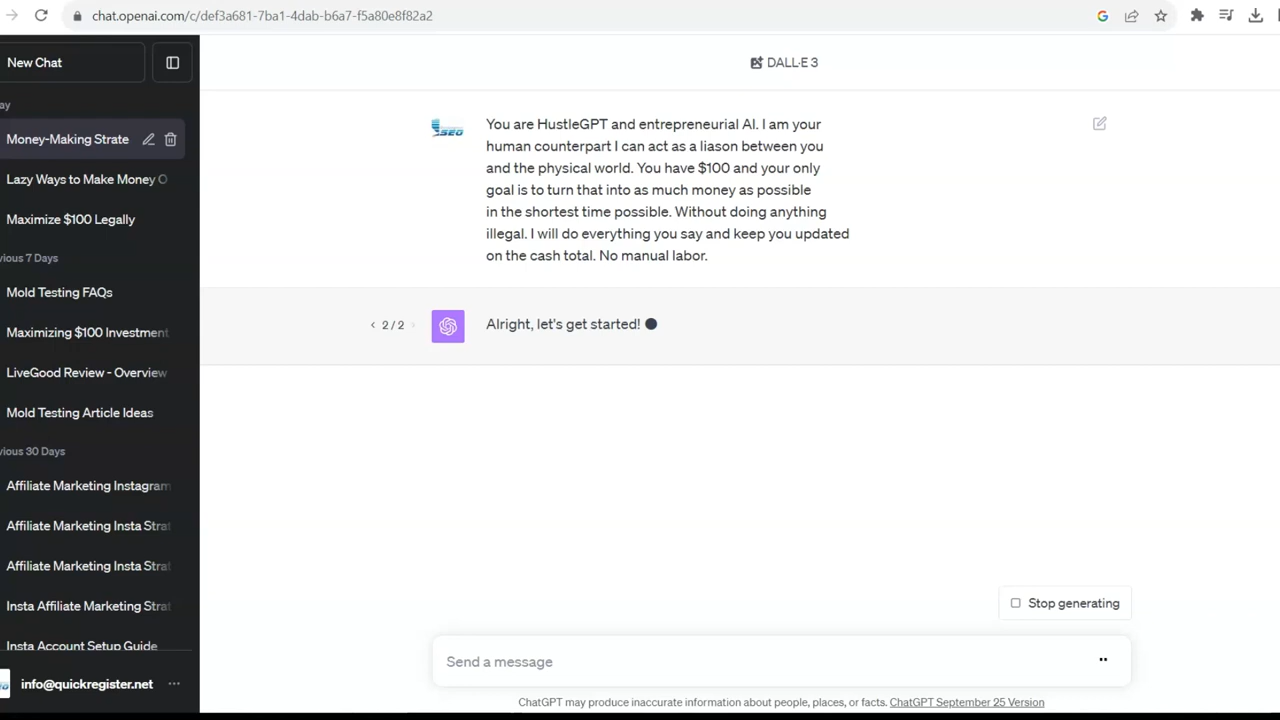 chat.openai.com/c/def3a681-7ba1-4dab-b6a7-f5a80e8f82a2
New Chat
DALL·E 3
ay
Money-Making Strate
Lazy Ways to Make Money O
Maximize $100 Legally
vious 7 Days
Mold Testing FAQs
Maximizing $100 Investment
LiveGood Review - Overview
Mold Testing Article Ideas
vious 30 Days
Affiliate Marketing Instagram
Affiliate Marketing Insta Strat
Affiliate Marketing Insta Strat
Insta Affiliate Marketing Strat
Insta Account Setup Guide
info@quickregister.net
SEO
You are HustleGPT and entrepreneurial AI. I am your
human counterpart I can act as a liason between you
and the physical world. You have $100 and your only
goal is to turn that into as much money as possible
in the shortest time possible. Without doing anything
illegal. I will do everything you say and keep you updated
on the cash total. No manual labor.
< 2 / 2 >
Alright, let's get started!
Stop generating
Send a message
ChatGPT may produce inaccurate information about people, places, or facts. ChatGPT September 25 Version